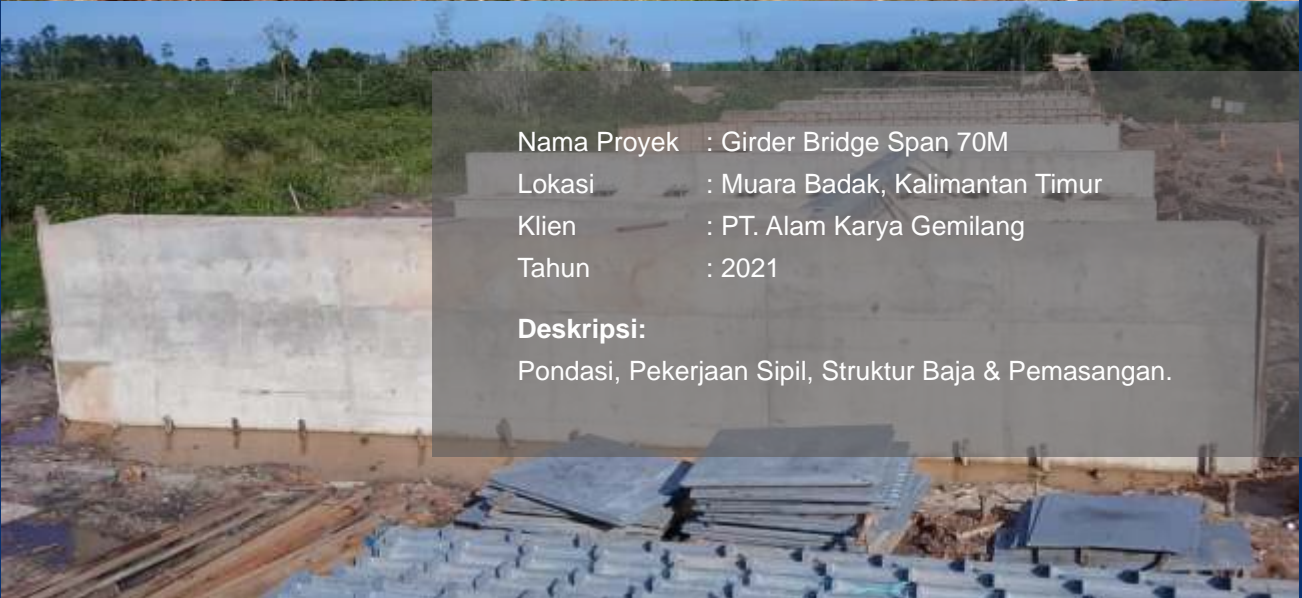 Nama Proyek : Girder Bridge Span 70M
Lokasi : Muara Badak, Kalimantan Timur
Klien : PT. Alam Karya Gemilang
Tahun : 2021
Deskripsi:
Pondasi, Pekerjaan Sipil, Struktur Baja & Pemasangan.